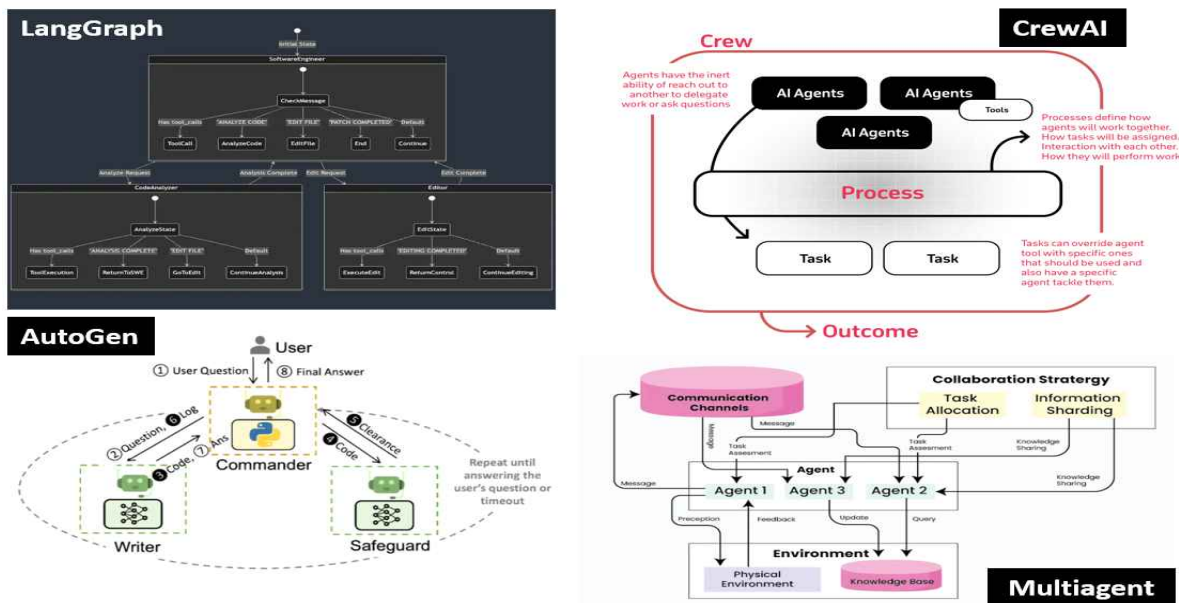 LangGraph
Initial State
SoftwareEngineer
CheckMessage
Has tool_calls
'ANALYZE CODE'
'EDIT FILE'
'PATCH COMPLETED'
Default
ToolCall
AnalyzeCode
EditFile
End
Continue
Analyze Request
Analysis Complete
Edit Request
Edit Complete
CodeAnalyzer
AnalyzeState
Has tool_calls
'ANALYSIS COMPLETE'
'EDIT FILE'
Default
ToolExecution
ReturnToSWE
GoToEdit
ContinueAnalysis
Editor
EditState
Has tool_calls
'EDITING COMPLETED'
Default
ExecuteEdit
ReturnControl
ContinueEditing
CrewAI
Crew
Agents have the inert
ability of reach out to
another to delegate
work or ask questions
AI Agents
AI Agents
Tools
AI Agents
Processes define how
agents will work together.
How tasks will be assigned.
Interaction with each other.
How they will perform work
Process
Task
Task
Tasks can override agent
tool with specific ones
that should be used and
also have a specific
agent tackle them.
Outcome
AutoGen
User
① User Question
⑧ Final Answer
② Question, ❻ Log
❸ Code, ⑦ Ans
Commander
❺ Clearance
❹ Code
Repeat until
answering the
user's question or
timeout
Writer
Safeguard
Communication
Channels
Collaboration Stratergy
Task
Allocation
Information
Sharding
Message
Message
Task
Assesment
Task
Assesment
Knowledge
Sharing
Knowledge
Sharing
Message
Agent
Agent 1
Agent 3
Agent 2
Preception
Feedback
Update
Query
Environment
Physical
Environment
Knowledge Base
Multiagent